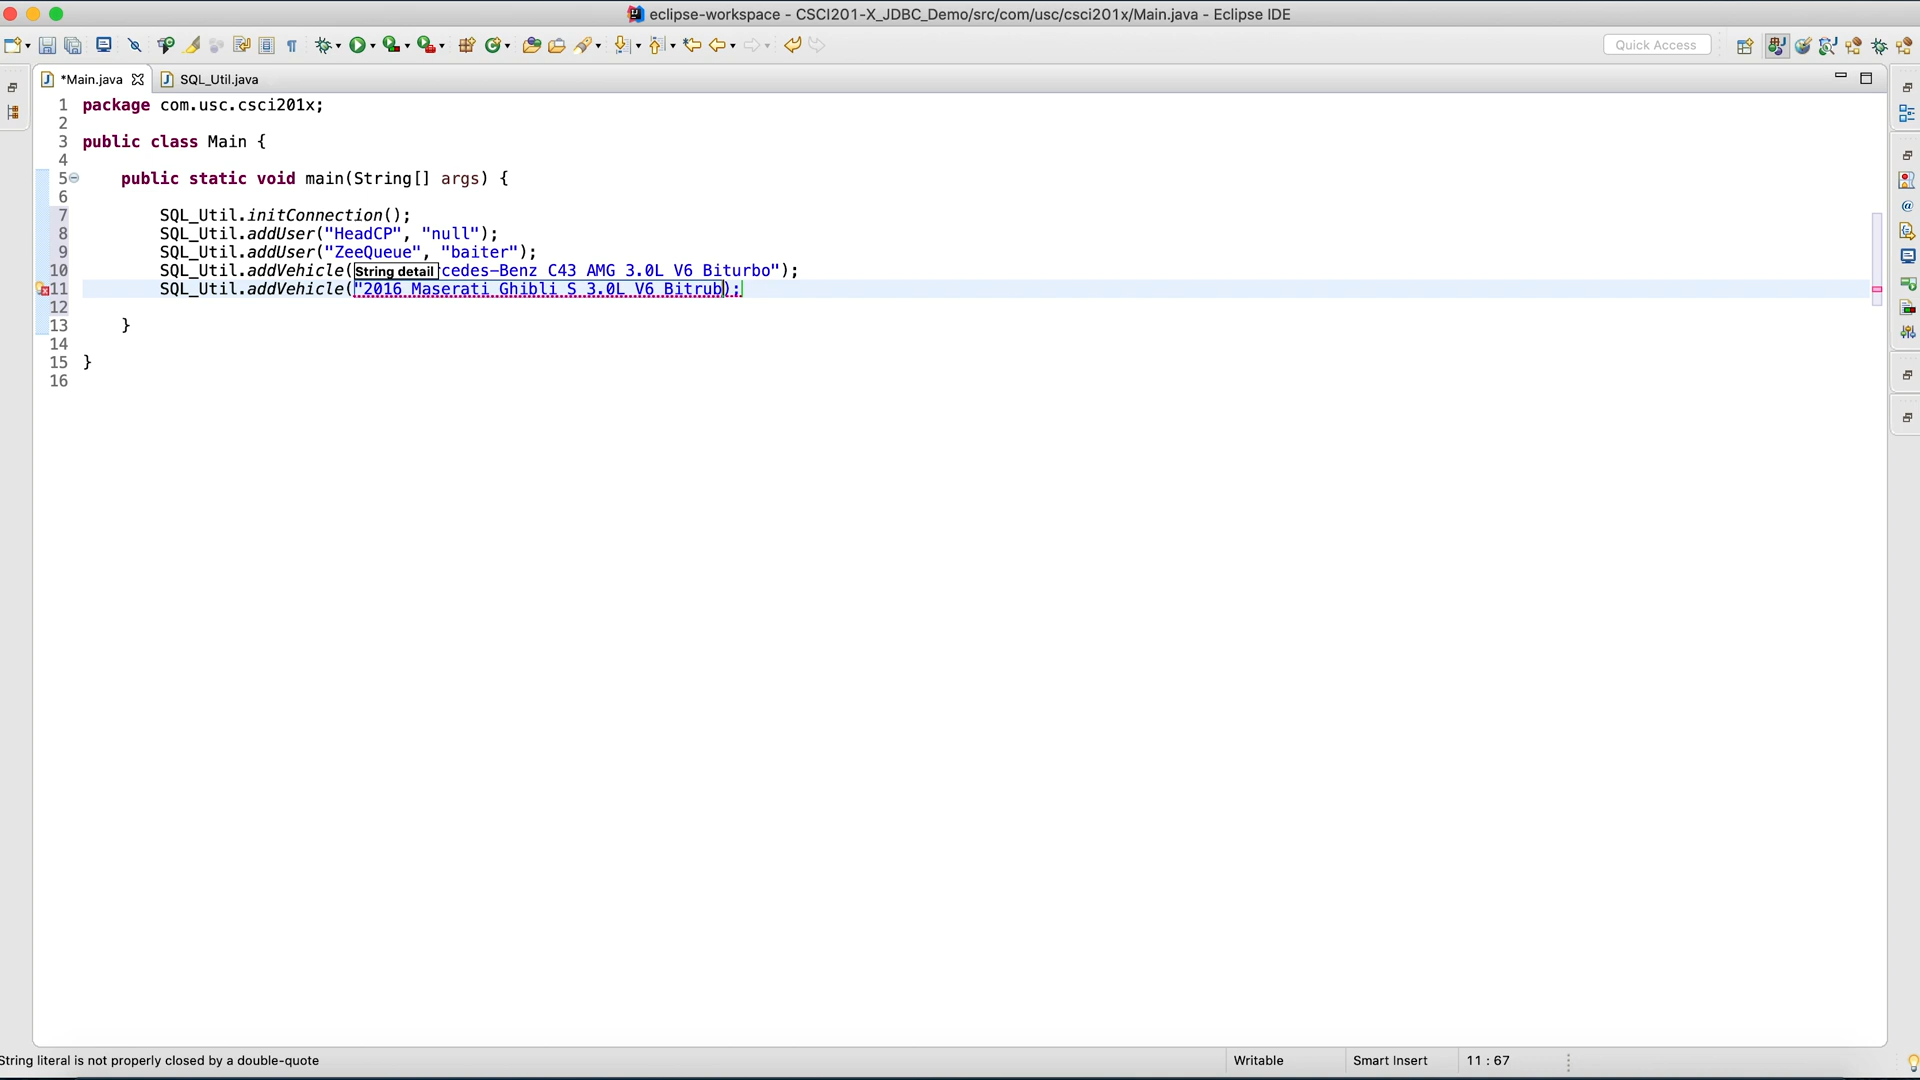 eclipse-workspace - CSCI201-X_JDBC_Demo/src/com/usc/csci201x/Main.java - Eclipse IDE
Quick Access
*Main.java
SQL_Util.java
1 package com.usc.csci201x;
2
3 public class Main {
4
5 public static void main(String[] args) {
6
7 SQL_Util.initConnection();
8 SQL_Util.addUser("HeadCP", "null");
9 SQL_Util.addUser("ZeeQueue", "baiter");
10 SQL_Util.addVehicle(String detail cedes-Benz C43 AMG 3.0L V6 Biturbo");
11 SQL_Util.addVehicle("2016 Maserati Ghibli S 3.0L V6 Bitrub);
12
13 }
14
15 }
16
String literal is not properly closed by a double-quote
Writable
Smart Insert
11 : 67